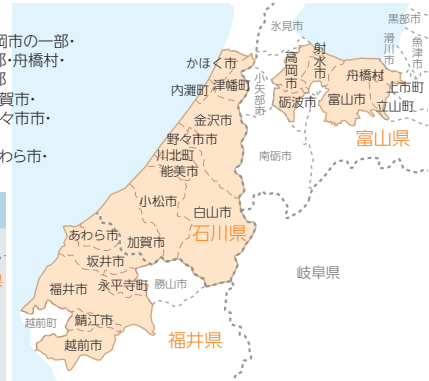 岡市の一部・
部・舟橋村・
部
賀市・
々市市・
わら市・
氷見市
黒部市
滑川市
魚津市
高岡市
射水市
舟橋村
上市町
立山町
富山市
砺波市
小矢部市
南砺市
富山県
かほく市
津幡町
内灘町
金沢市
野々市市
川北町
能美市
小松市
白山市
加賀市
石川県
岐阜県
あわら市
坂井市
福井市
永平寺町
勝山市
越前町
鯖江市
越前市
福井県